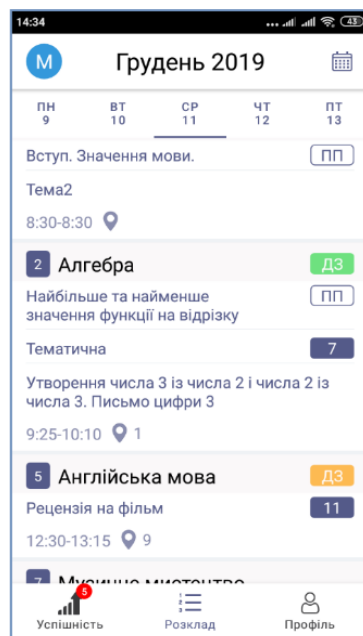 14:34
43
М
Грудень 2019
ПН ВТ СР ЧТ ПТ
9 10 11 12 13
Вступ. Значення мови. ПП
Тема2
8:30-8:30
2 Алгебра ДЗ
Найбільше та найменше ПП
значення функції на відрізку
Тематична 7
Утворення числа 3 із числа 2 і числа 2 із
числа 3. Письмо цифри 3
9:25-10:10 1
5 Англійська мова ДЗ
Рецензія на фільм 11
12:30-13:15 9
7 Музичне мистецтво
5
Успішність Розклад Профіль